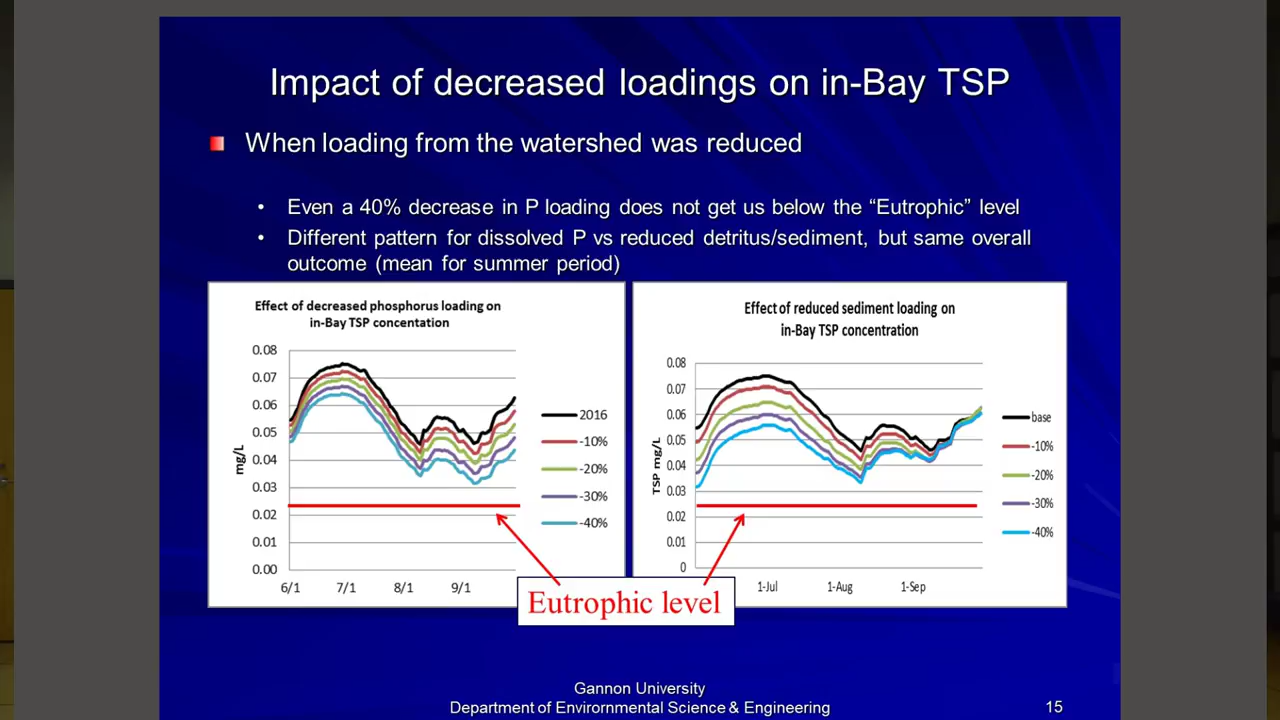 Impact of decreased loadings on in-Bay TSP
When loading from the watershed was reduced
• Even a 40% decrease in P loading does not get us below the “Eutrophic” level
• Different pattern for dissolved P vs reduced detritus/sediment, but same overall
outcome (mean for summer period)
Effect of decreased phosphorus loading on
in-Bay TSP concentation
0.08
0.07
0.06
0.05
0.04
0.03
0.02
0.01
0.00
mg/L
6/1 7/1 8/1 9/1
2016
-10%
-20%
-30%
-40%
Effect of reduced sediment loading on
in-Bay TSP concentration
0.08
0.07
0.06
0.05
0.04
0.03
0.02
0.01
0
TSP mg/L
1-Jul 1-Aug 1-Sep
base
-10%
-20%
-30%
-40%
Eutrophic level
Gannon University
Department of Envirornmental Science & Engineering
15